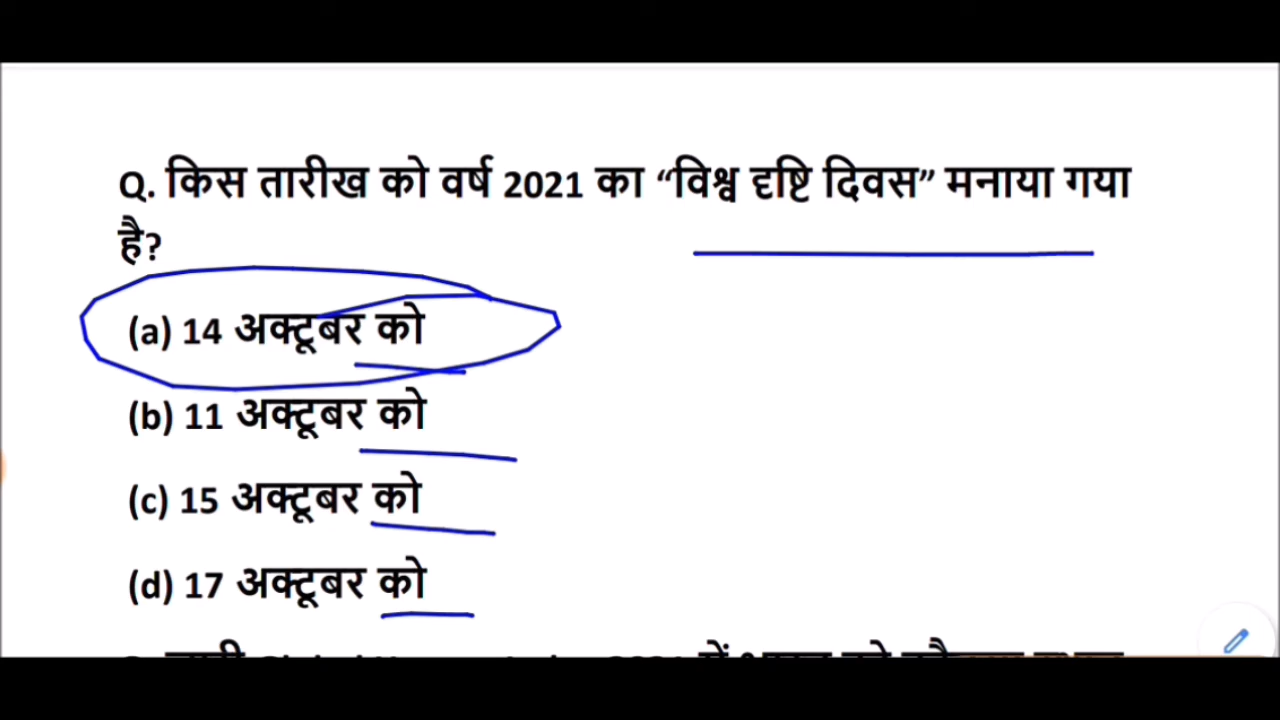 Q. किस तारीख को वर्ष 2021 का “विश्व दृष्टि दिवस” मनाया गया
है?
(a) 14 अक्टूबर को
(b) 11 अक्टूबर को
(c) 15 अक्टूबर को
(d) 17 अक्टूबर को